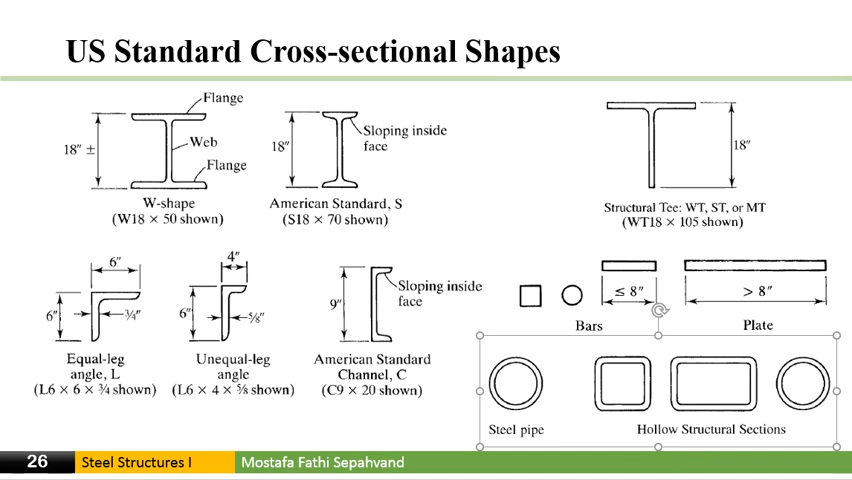 US Standard Cross-sectional Shapes
Flange
18" ±
Web
Flange
W-shape
(W18 × 50 shown)
18"
Sloping inside
face
American Standard, S
(S18 × 70 shown)
18"
Structural Tee: WT, ST, or MT
(WT18 × 105 shown)
6"
6"
¾"
Equal-leg
angle, L
(L6 × 6 × ¾ shown)
4"
6"
⅝"
Unequal-leg
angle
(L6 × 4 × ⅝ shown)
9"
Sloping inside
face
American Standard
Channel, C
(C9 × 20 shown)
≤ 8"
> 8"
Bars
Plate
Steel pipe
Hollow Structural Sections
26
Steel Structures I
Mostafa Fathi Sepahvand